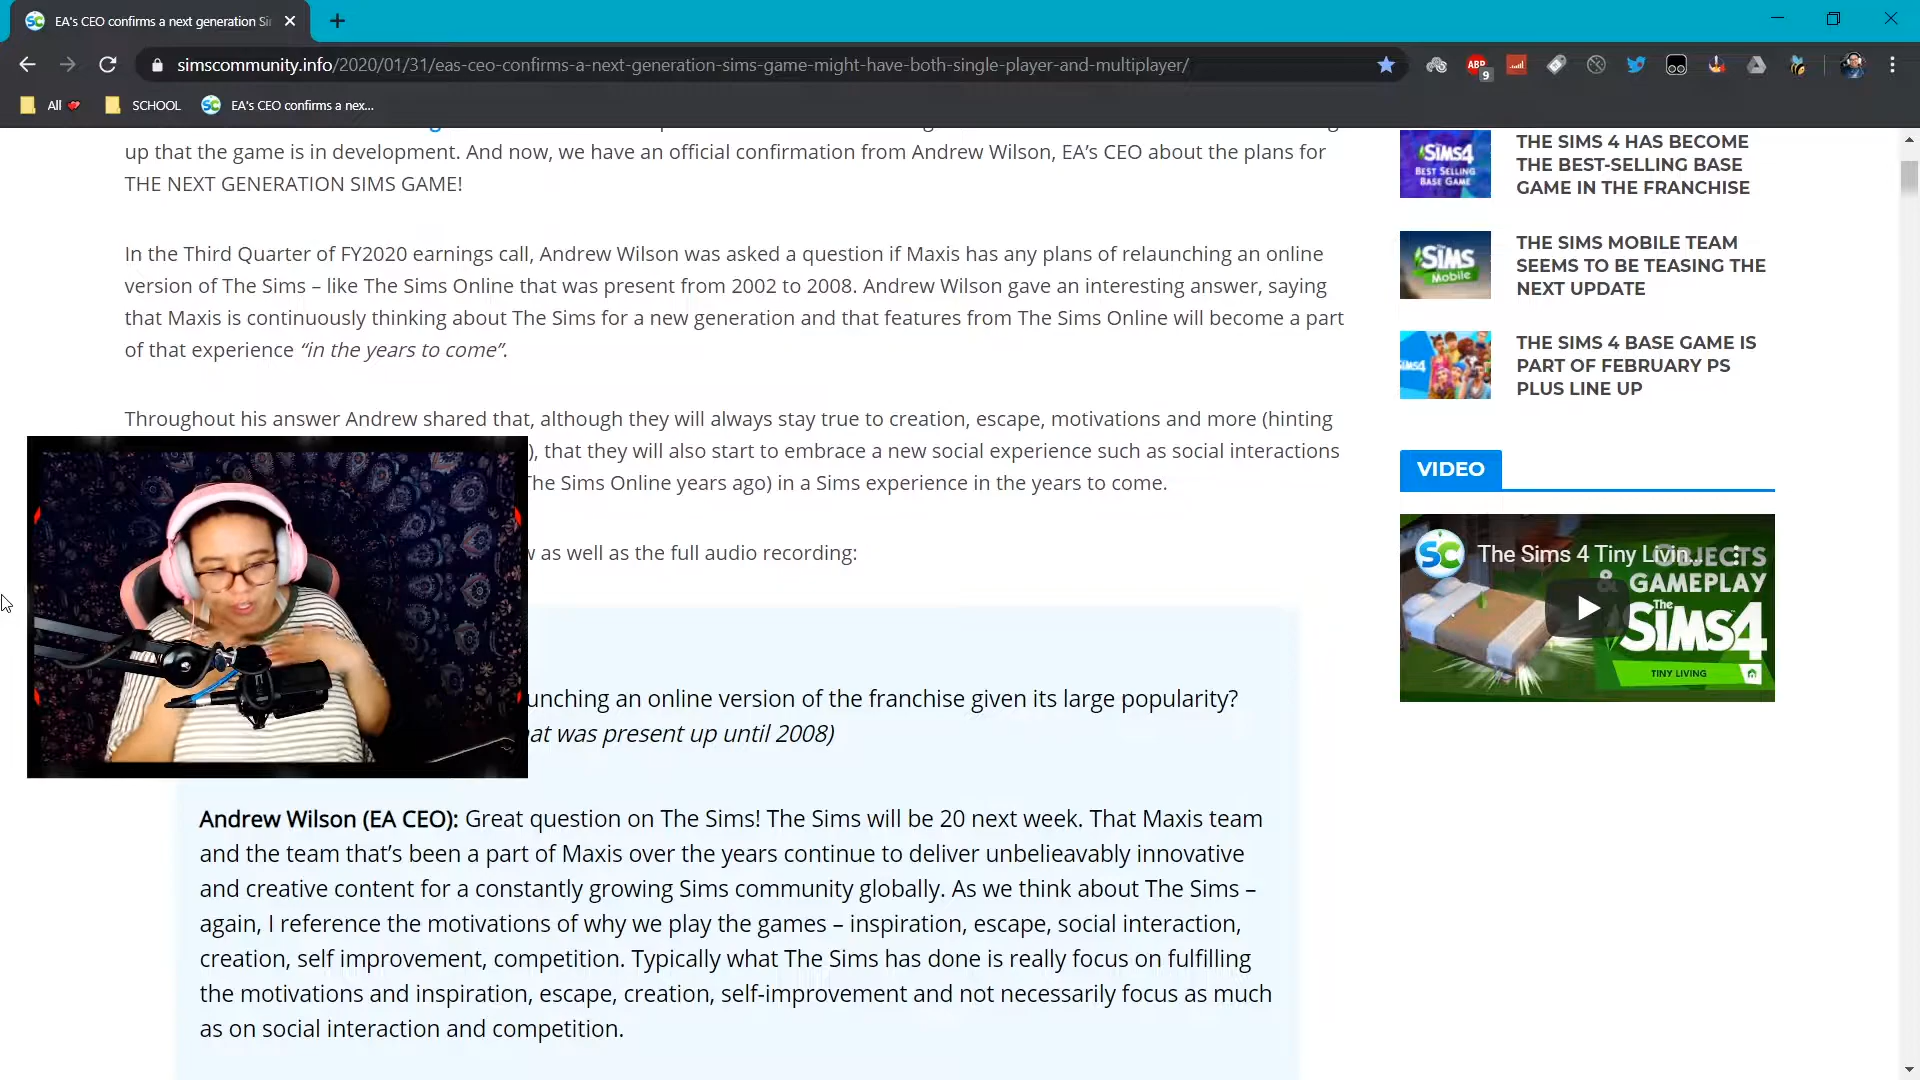 EA's CEO confirms a next generation Si
simscommunity.info/2020/01/31/eas-ceo-confirms-a-next-generation-sims-game-might-have-both-single-player-and-multiplayer/
ABP
9
All
SCHOOL
EA's CEO confirms a nex...
up that the game is in development. And now, we have an official confirmation from Andrew Wilson, EA's CEO about the plans for
THE NEXT GENERATION SIMS GAME!
In the Third Quarter of FY2020 earnings call, Andrew Wilson was asked a question if Maxis has any plans of relaunching an online
version of The Sims – like The Sims Online that was present from 2002 to 2008. Andrew Wilson gave an interesting answer, saying
that Maxis is continuously thinking about The Sims for a new generation and that features from The Sims Online will become a part
of that experience “in the years to come”.
Throughout his answer Andrew shared that, although they will always stay true to creation, escape, motivations and more (hinting
), that they will also start to embrace a new social experience such as social interactions
The Sims Online years ago) in a Sims experience in the years to come.
as well as the full audio recording:
unching an online version of the franchise given its large popularity?
at was present up until 2008)
Andrew Wilson (EA CEO): Great question on The Sims! The Sims will be 20 next week. That Maxis team
and the team that's been a part of Maxis over the years continue to deliver unbelieavably innovative
and creative content for a constantly growing Sims community globally. As we think about The Sims –
again, I reference the motivations of why we play the games – inspiration, escape, social interaction,
creation, self improvement, competition. Typically what The Sims has done is really focus on fulfilling
the motivations and inspiration, escape, creation, self-improvement and not necessarily focus as much
as on social interaction and competition.
SIMS4
BEST SELLING
BASE GAME
THE SIMS 4 HAS BECOME
THE BEST-SELLING BASE
GAME IN THE FRANCHISE
The
SIMS
Mobile
THE SIMS MOBILE TEAM
SEEMS TO BE TEASING THE
NEXT UPDATE
SIMS4
THE SIMS 4 BASE GAME IS
PART OF FEBRUARY PS
PLUS LINE UP
VIDEO
SC
The Sims 4 Tiny Livin...
OBJECTS
&
GAMEPLAY
The
SIMS4
TINY LIVING